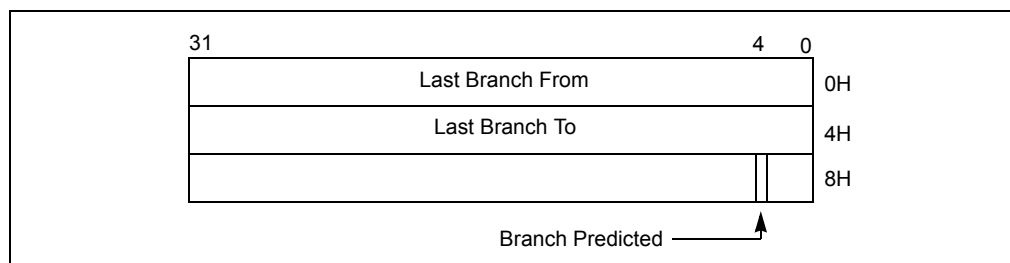 31 4 0
Last Branch From 0H
Last Branch To 4H
8H
Branch Predicted